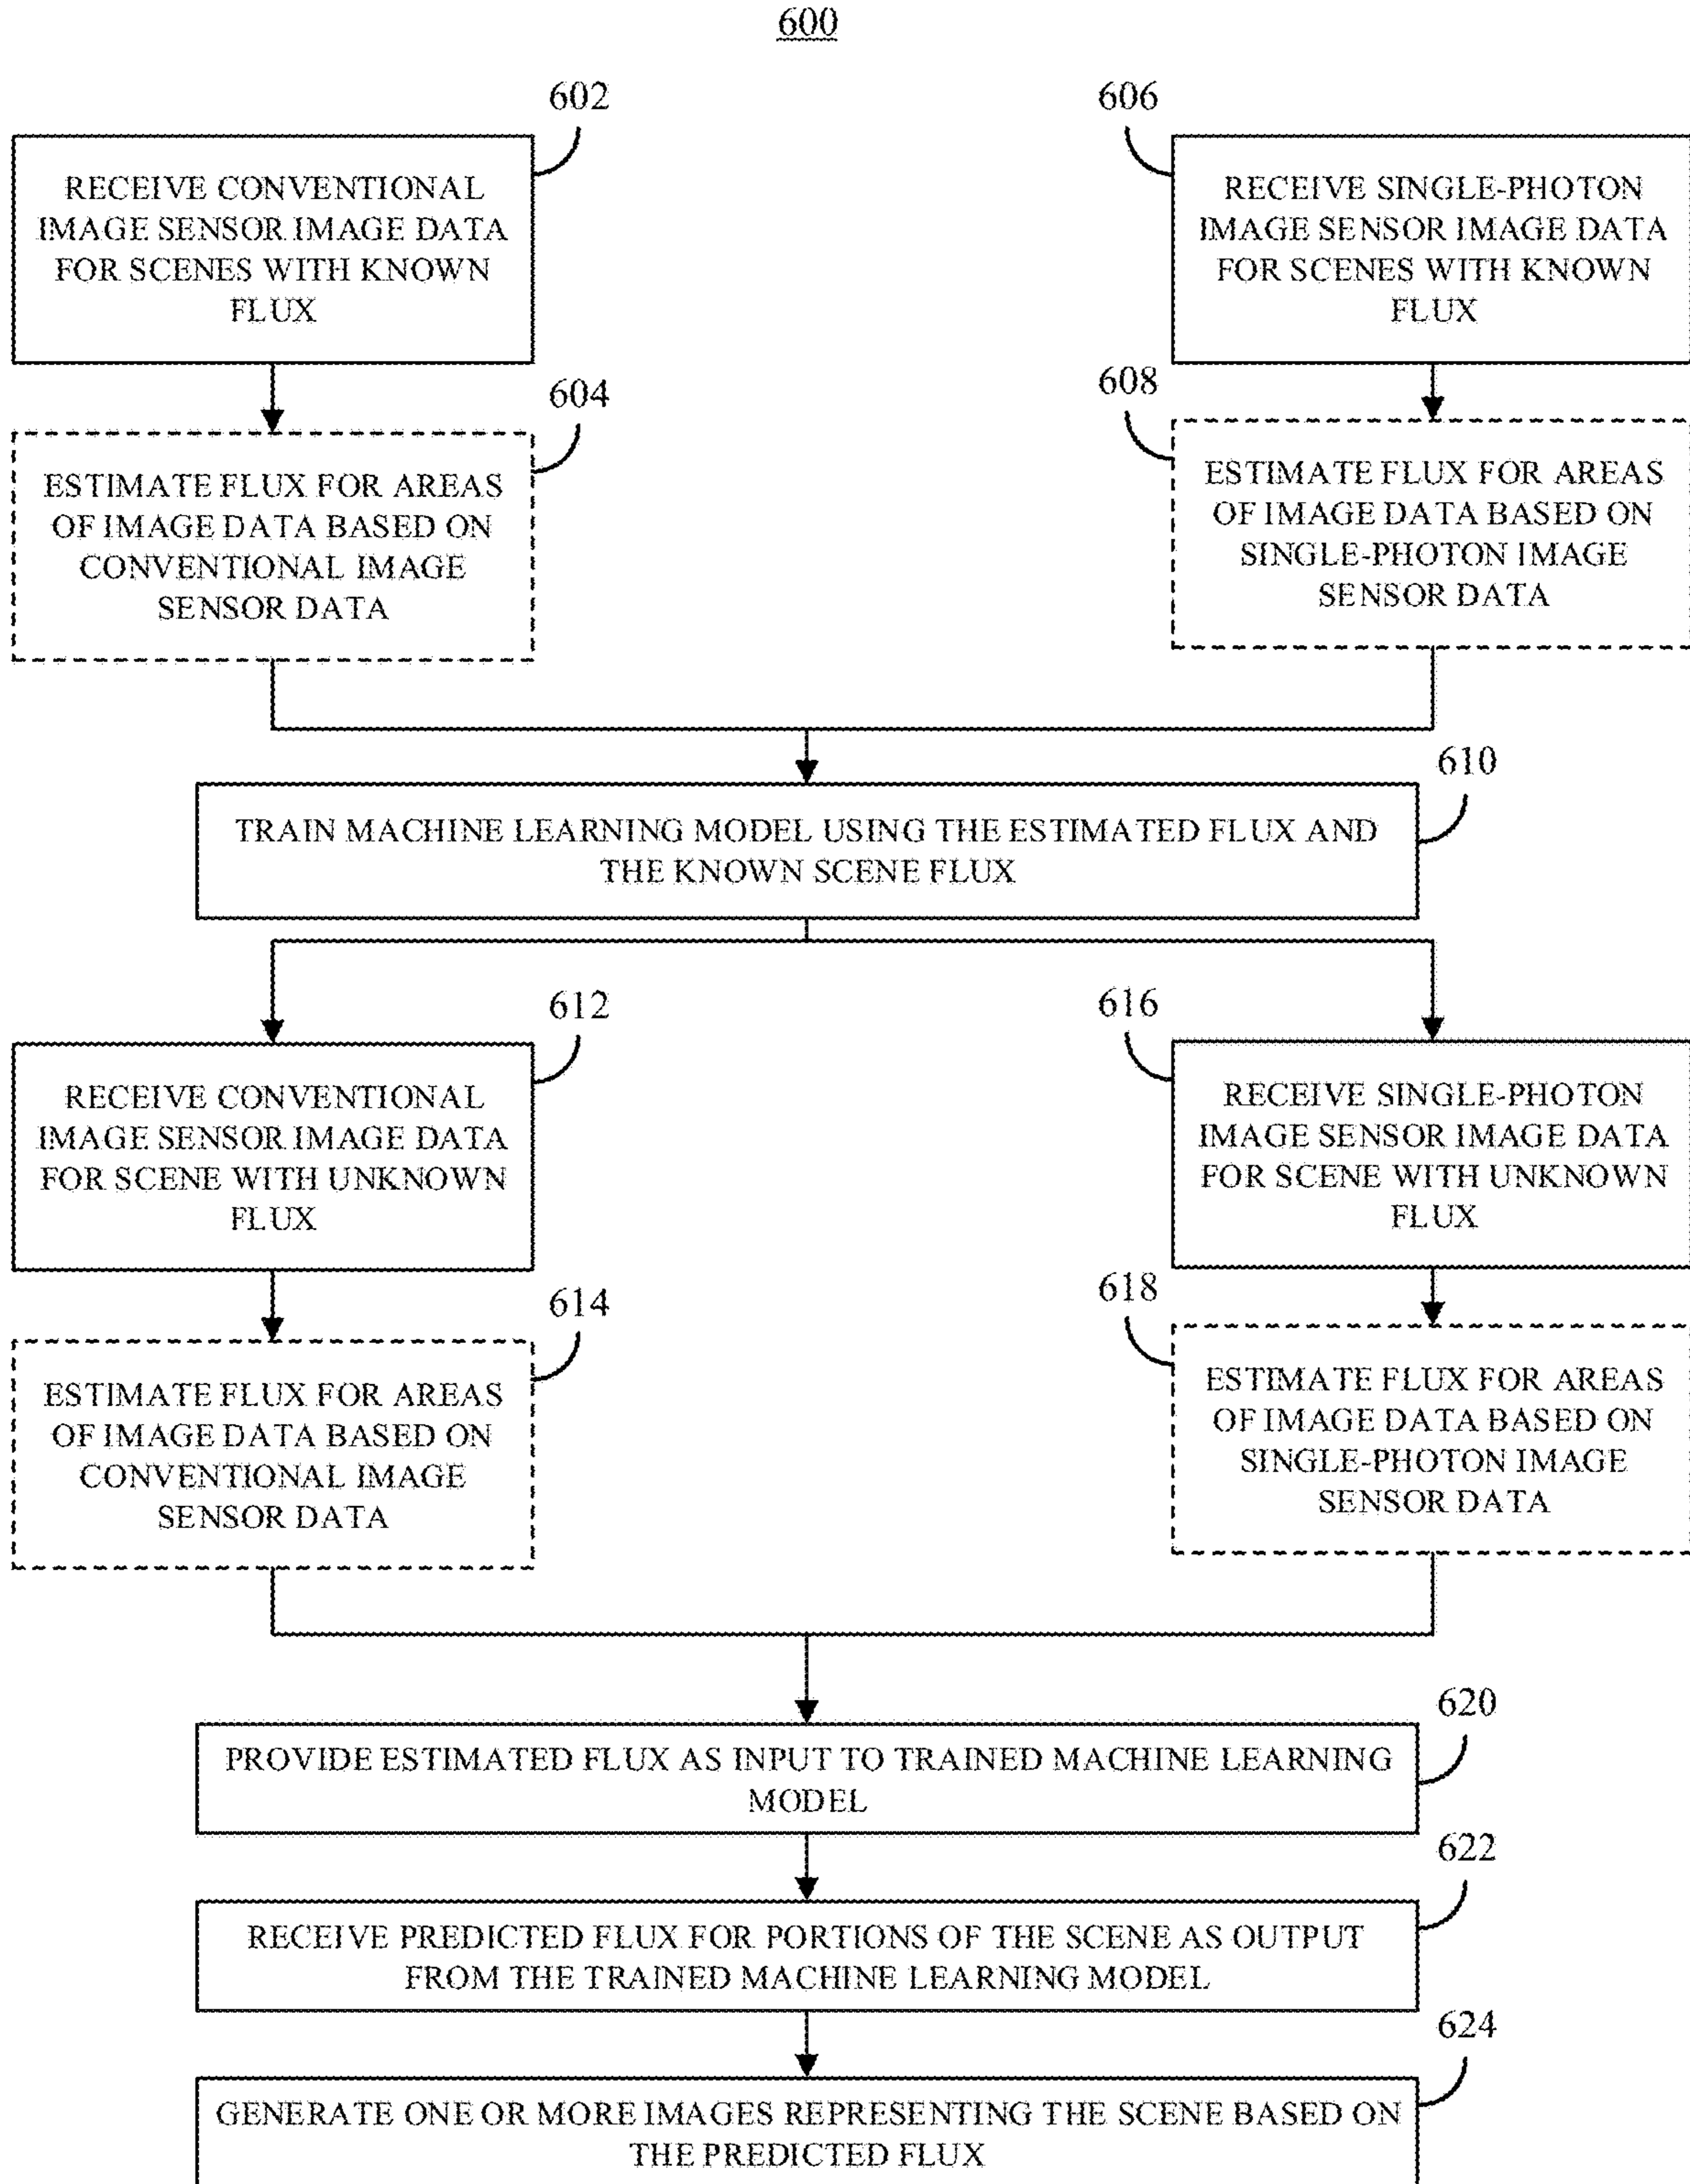 600
602
RECEIVE CONVENTIONAL
IMAGE SENSOR IMAGE DATA
FOR SCENES WITH KNOWN
FLUX
606
RECEIVE SINGLE-PHOTON
IMAGE SENSOR IMAGE DATA
FOR SCENES WITH KNOWN
FLUX
604
ESTIMATE FLUX FOR AREAS
OF IMAGE DATA BASED ON
CONVENTIONAL IMAGE
SENSOR DATA
608
ESTIMATE FLUX FOR AREAS
OF IMAGE DATA BASED ON
SINGLE-PHOTON IMAGE
SENSOR DATA
610
TRAIN MACHINE LEARNING MODEL USING THE ESTIMATED FLUX AND
THE KNOWN SCENE FLUX
612
RECEIVE CONVENTIONAL
IMAGE SENSOR IMAGE DATA
FOR SCENE WITH UNKNOWN
FLUX
616
RECEIVE SINGLE-PHOTON
IMAGE SENSOR IMAGE DATA
FOR SCENE WITH UNKNOWN
FLUX
614
ESTIMATE FLUX FOR AREAS
OF IMAGE DATA BASED ON
CONVENTIONAL IMAGE
SENSOR DATA
618
ESTIMATE FLUX FOR AREAS
OF IMAGE DATA BASED ON
SINGLE-PHOTON IMAGE
SENSOR DATA
620
PROVIDE ESTIMATED FLUX AS INPUT TO TRAINED MACHINE LEARNING
MODEL
622
RECEIVE PREDICTED FLUX FOR PORTIONS OF THE SCENE AS OUTPUT
FROM THE TRAINED MACHINE LEARNING MODEL
624
GENERATE ONE OR MORE IMAGES REPRESENTING THE SCENE BASED ON
THE PREDICTED FLUX